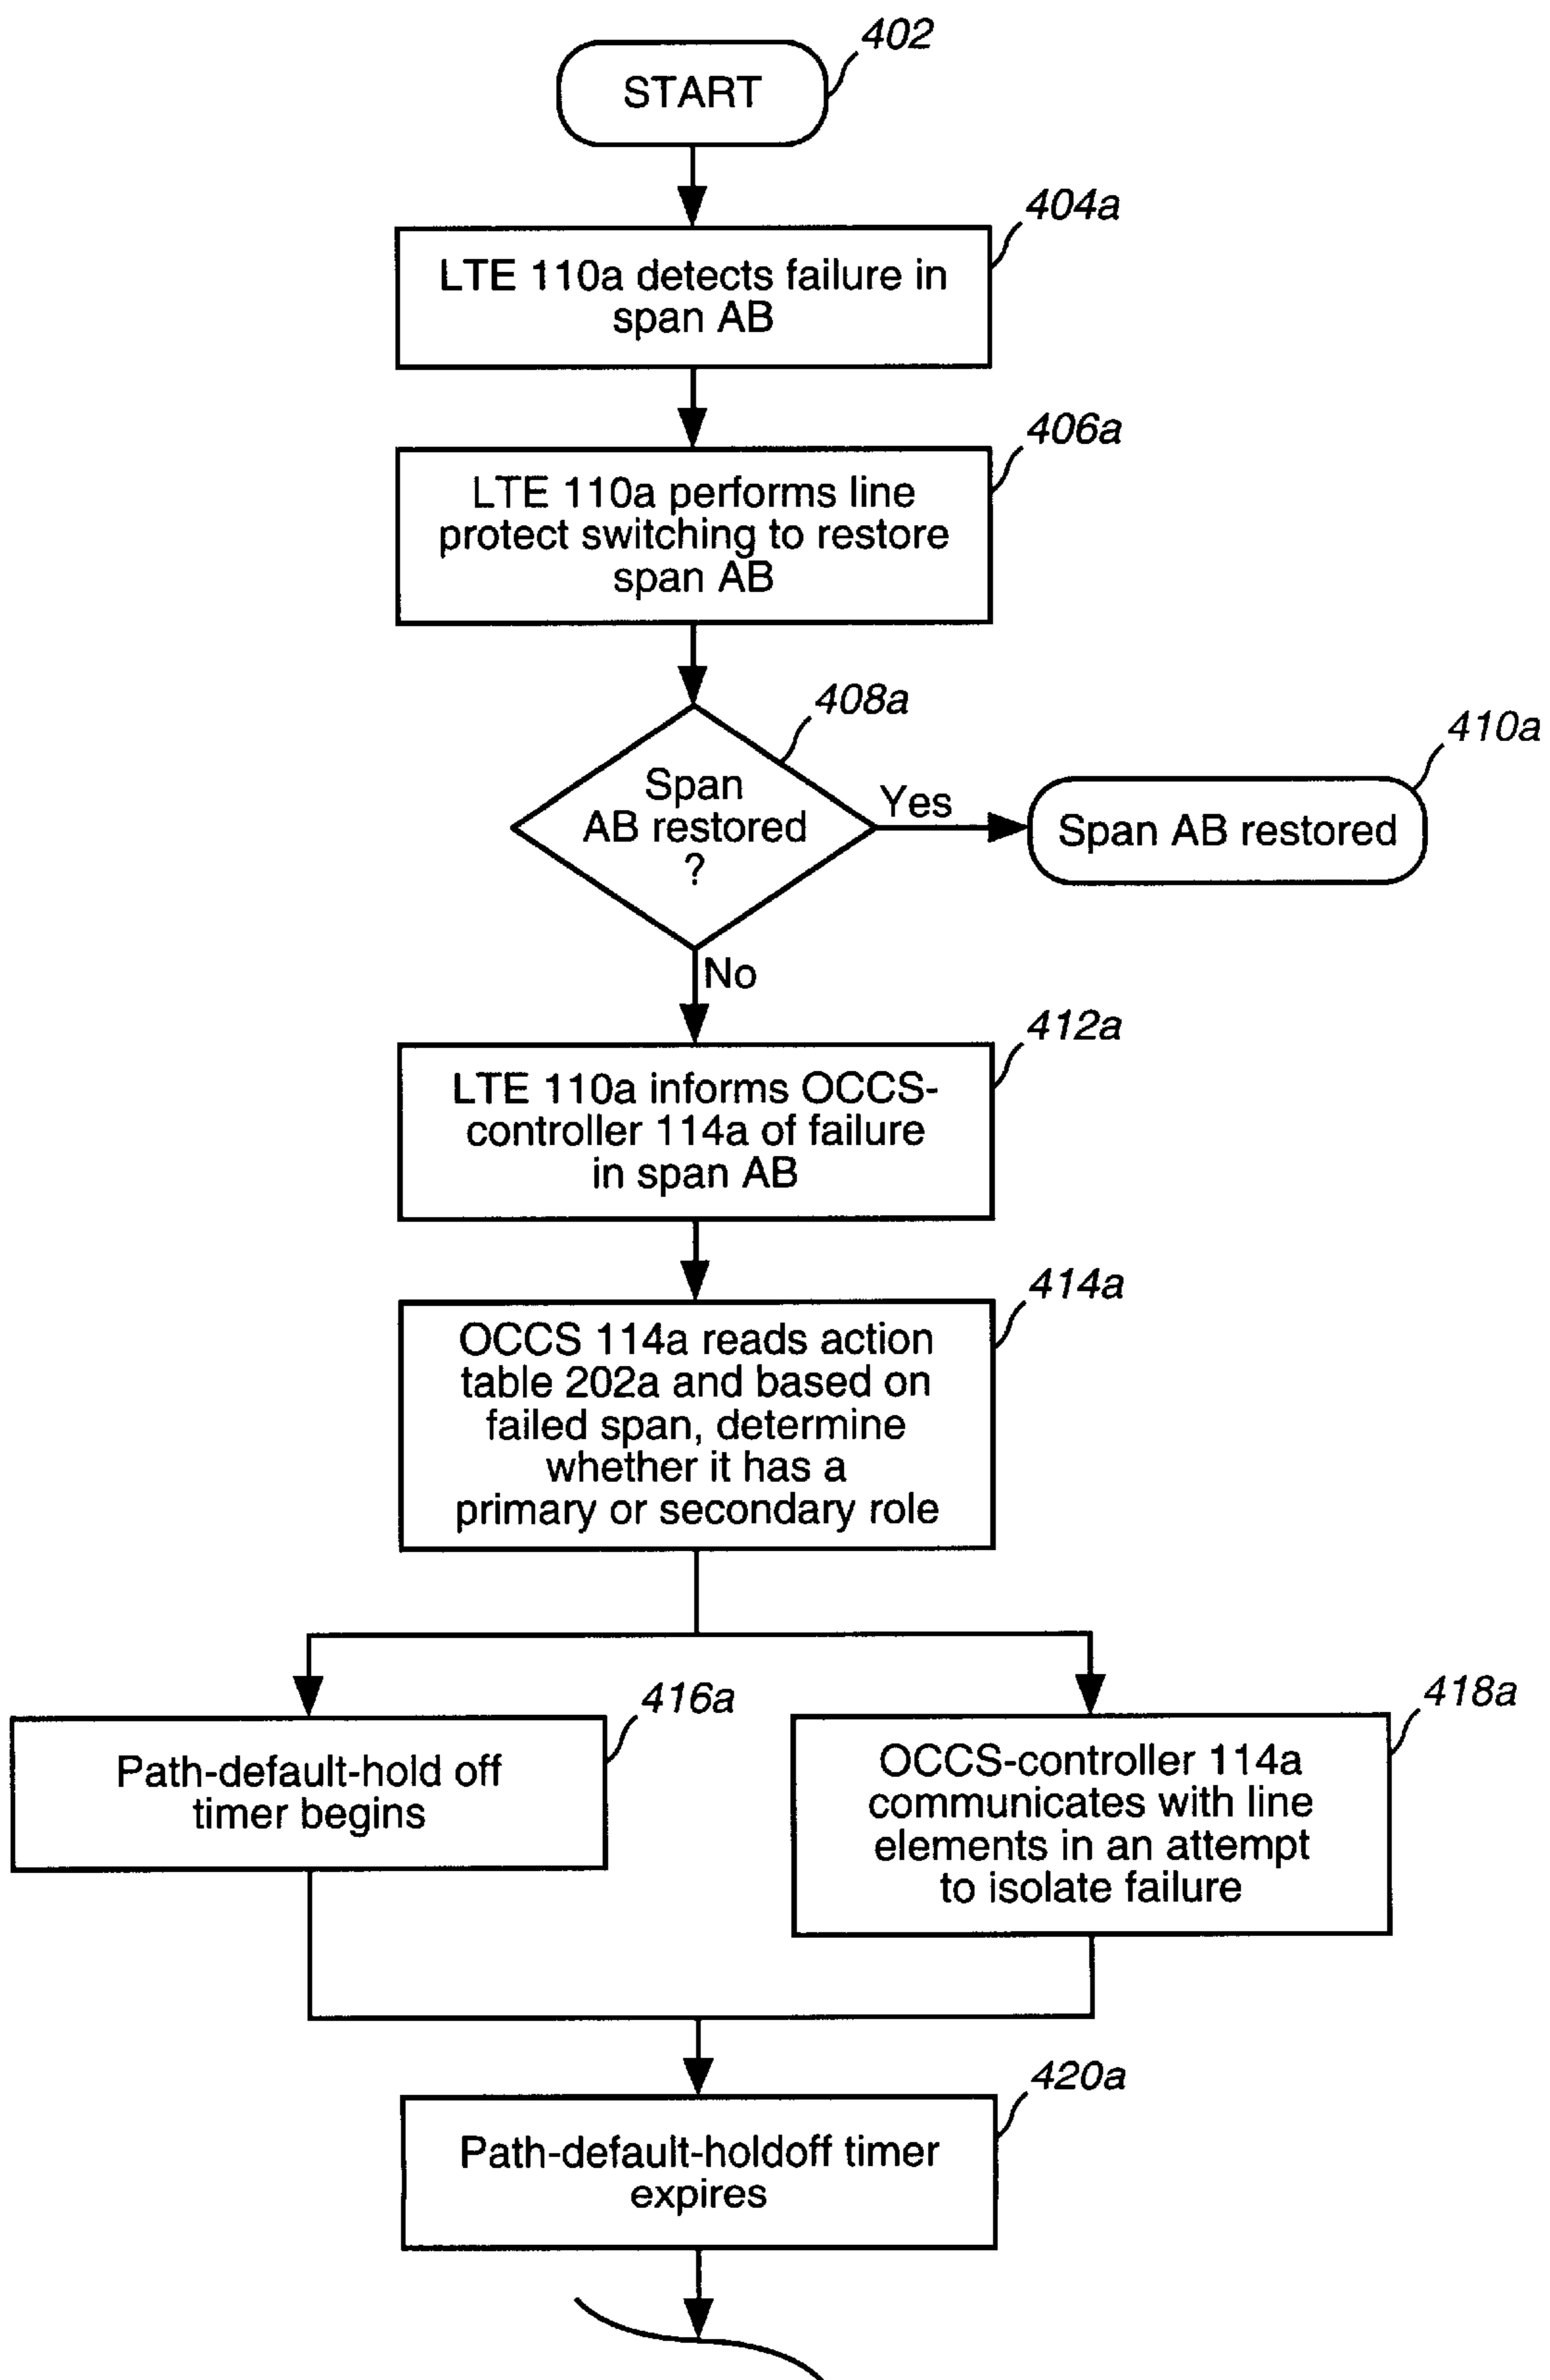 402
START
404a
LTE 110a detects failure in
span AB
406a
LTE 110a performs line
protect switching to restore
span AB
408a
Span
AB restored
?
Yes
410a
Span AB restored
No
412a
LTE 110a informs OCCS-
controller 114a of failure
in span AB
414a
OCCS 114a reads action
table 202a and based on
failed span, determine
whether it has a
primary or secondary role
416a
Path-default-hold off
timer begins
418a
OCCS-controller 114a
communicates with line
elements in an attempt
to isolate failure
420a
Path-default-holdoff timer
expires